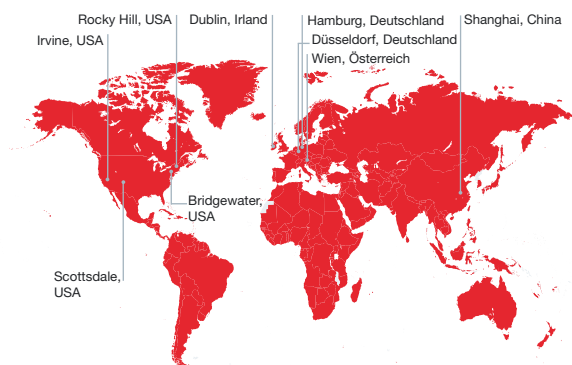 Rocky Hill, USA
Dublin, Irland
Hamburg, Deutschland
Shanghai, China
Irvine, USA
Düsseldorf, Deutschland
Wien, Österreich
Bridgewater,
USA
Scottsdale,
USA